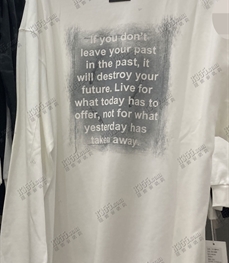 If you don't
leave your past
in the past, it
will destroy your
future. Live for
what today has to
offer, not for what
yesterday has
taken away.